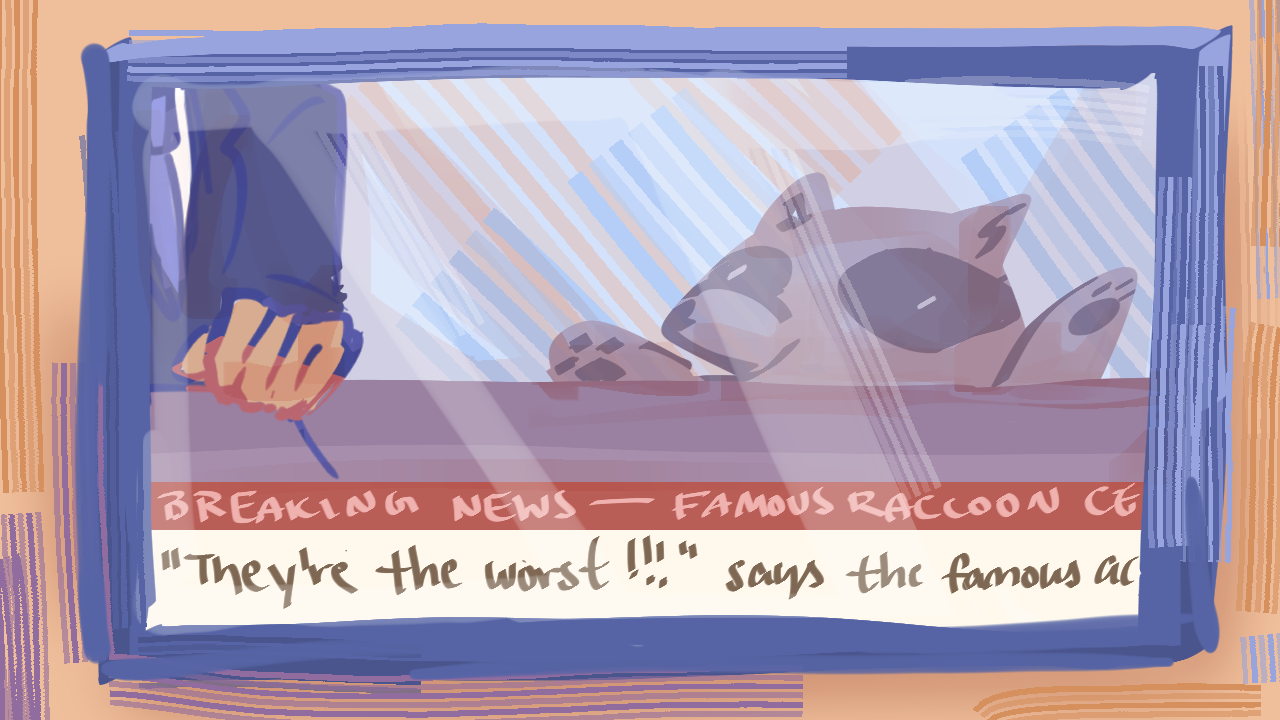 BREAKING NEWS — FAMOUS RACCOON CE
"They're the worst!!!" says the famous ac